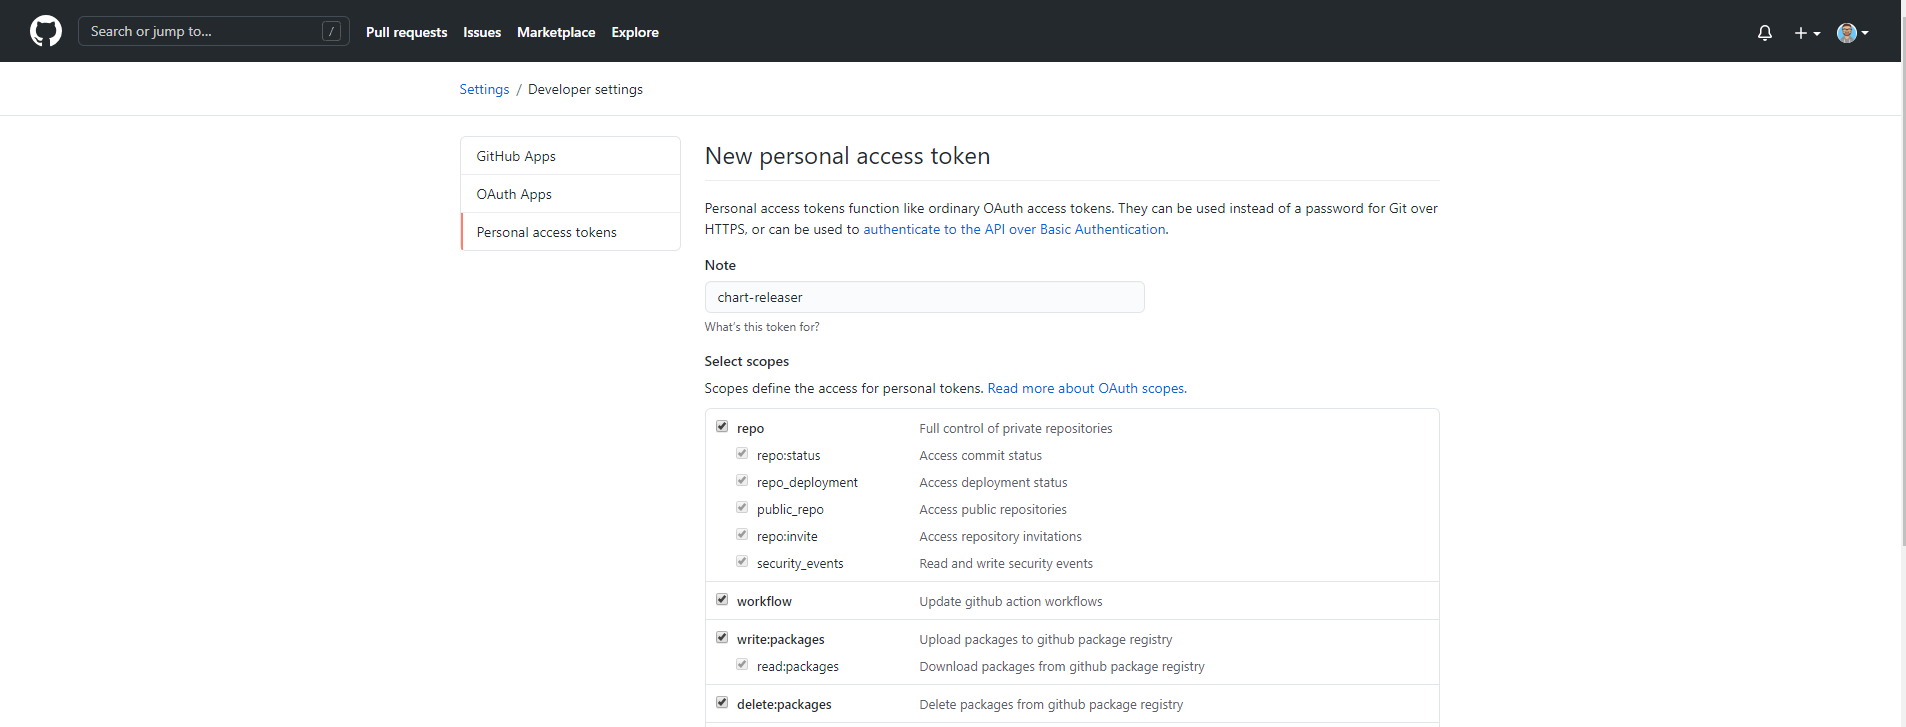 Search or jump to... /
Pull requests Issues Marketplace Explore
Settings / Developer settings
GitHub Apps
OAuth Apps
Personal access tokens
New personal access token
Personal access tokens function like ordinary OAuth access tokens. They can be used instead of a password for Git over
HTTPS, or can be used to authenticate to the API over Basic Authentication.
Note
chart-releaser
What's this token for?
Select scopes
Scopes define the access for personal tokens. Read more about OAuth scopes.
repo Full control of private repositories
repo:status Access commit status
repo_deployment Access deployment status
public_repo Access public repositories
repo:invite Access repository invitations
security_events Read and write security events
workflow Update github action workflows
write:packages Upload packages to github package registry
read:packages Download packages from github package registry
delete:packages Delete packages from github package registry